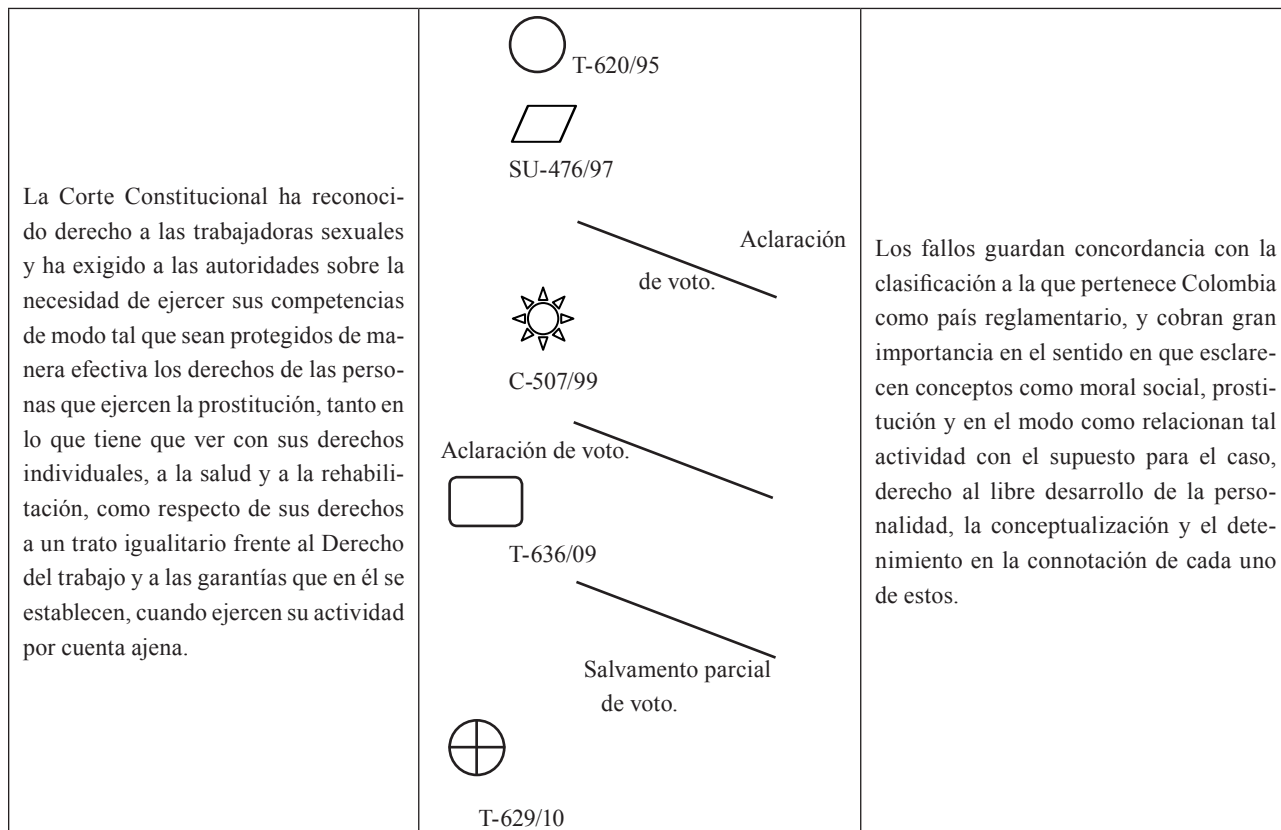 La Corte Constitucional ha reconoci-
do derecho a las trabajadoras sexuales
y ha exigido a las autoridades sobre la
necesidad de ejercer sus competencias
de modo tal que sean protegidos de ma-
nera efectiva los derechos de las perso-
nas que ejercen la prostitución, tanto en
lo que tiene que ver con sus derechos
individuales, a la salud y a la rehabili-
tación, como respecto de sus derechos
a un trato igualitario frente al Derecho
del trabajo y a las garantías que en él se
establecen, cuando ejercen su actividad
por cuenta ajena.
T-620/95
SU-476/97
Aclaración
de voto.
C-507/99
Aclaración de voto.
T-636/09
Salvamento parcial
de voto.
T-629/10
Los fallos guardan concordancia con la
clasificación a la que pertenece Colombia
como país reglamentario, y cobran gran
importancia en el sentido en que esclare-
cen conceptos como moral social, prosti-
tución y en el modo como relacionan tal
actividad con el supuesto para el caso,
derecho al libre desarrollo de la perso-
nalidad, la conceptualización y el dete-
nimiento en la connotación de cada uno
de estos.